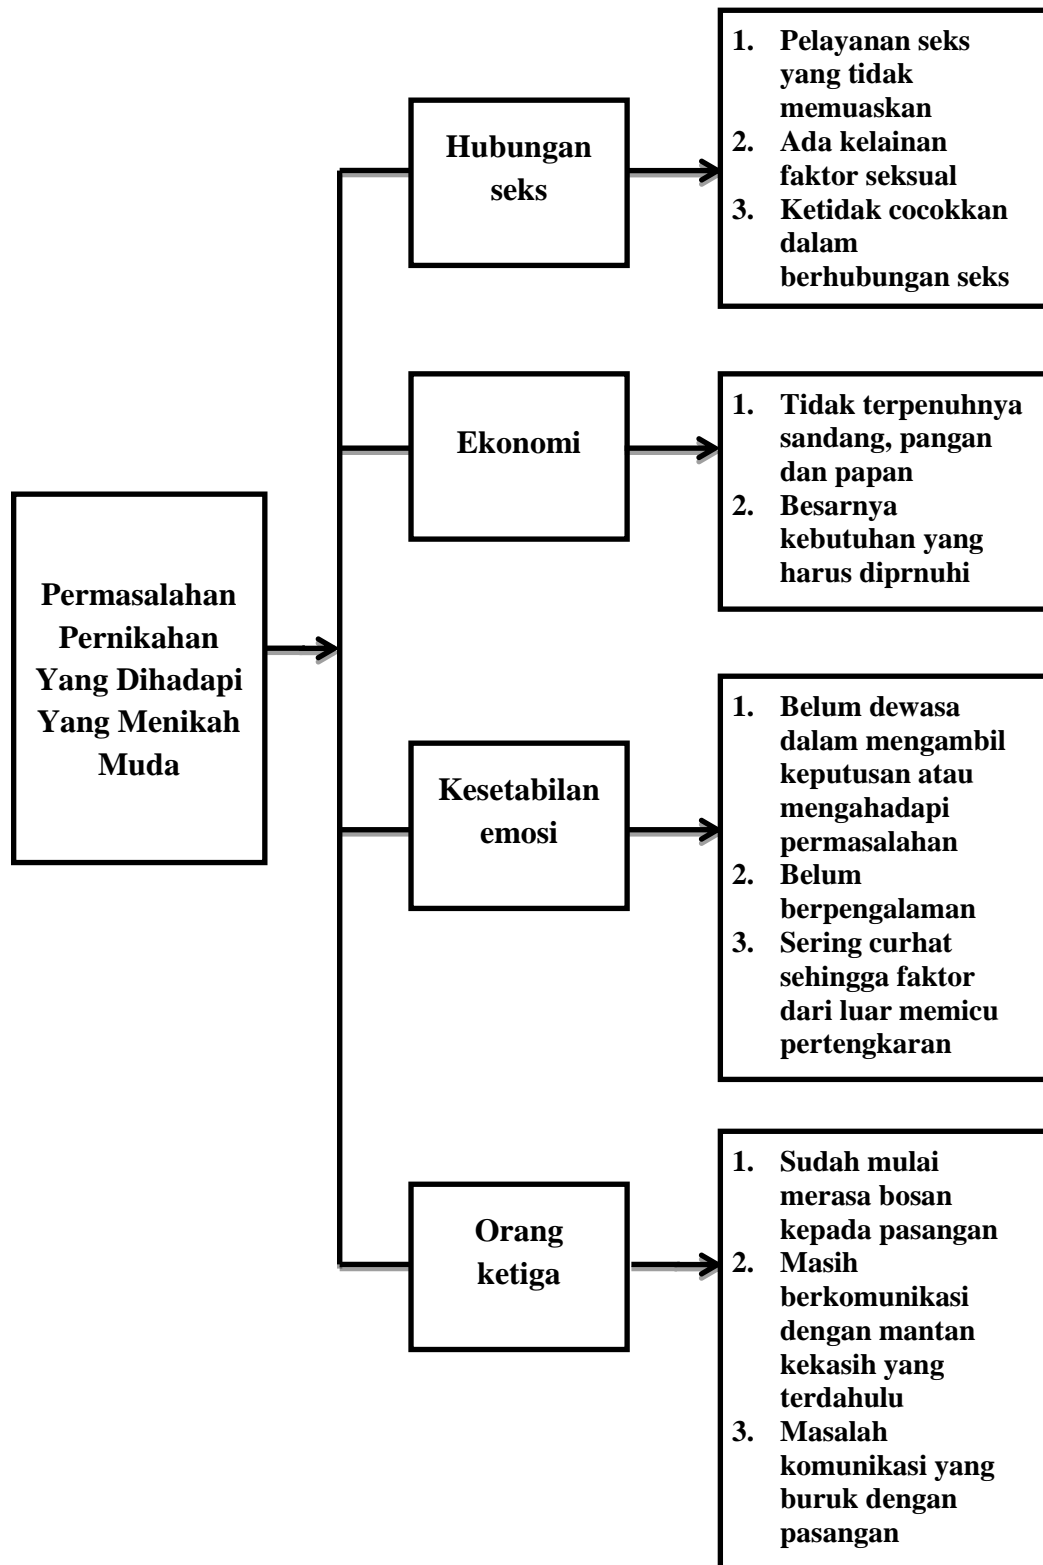 Permasalahan
Pernikahan
Yang Dihadapi
Yang Menikah
Muda
Hubungan
seks
1. Pelayanan seks
yang tidak
memuaskan
2. Ada kelainan
faktor seksual
3. Ketidak cocokkan
dalam
berhubungan seks
Ekonomi
1. Tidak terpenuhnya
sandang, pangan
dan papan
2. Besarnya
kebutuhan yang
harus diprnuhi
Kesetabilan
emosi
1. Belum dewasa
dalam mengambil
keputusan atau
mengahadapi
permasalahan
2. Belum
berpengalaman
3. Sering curhat
sehingga faktor
dari luar memicu
pertengkaran
Orang
ketiga
1. Sudah mulai
merasa bosan
kepada pasangan
2. Masih
berkomunikasi
dengan mantan
kekasih yang
terdahulu
3. Masalah
komunikasi yang
buruk dengan
pasangan